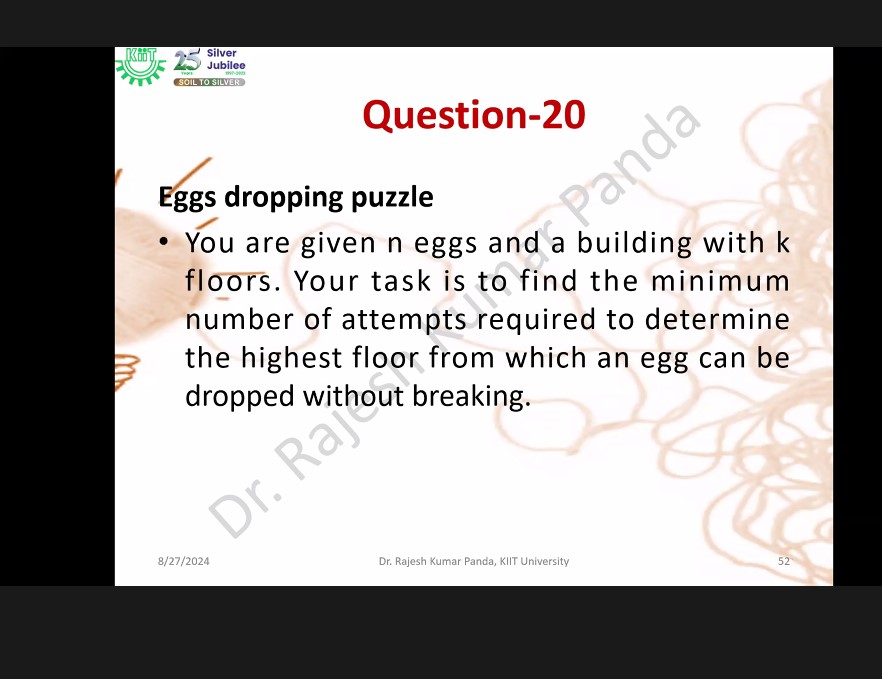 KiiT
25 Silver
Jubilee
Years 1997-2022
SOIL TO SILVER
Question-20
Eggs dropping puzzle
• You are given n eggs and a building with k
floors. Your task is to find the minimum
number of attempts required to determine
the highest floor from which an egg can be
dropped without breaking.
Dr. Rajesh Kumar Panda
8/27/2024 Dr. Rajesh Kumar Panda, KIIT University 52